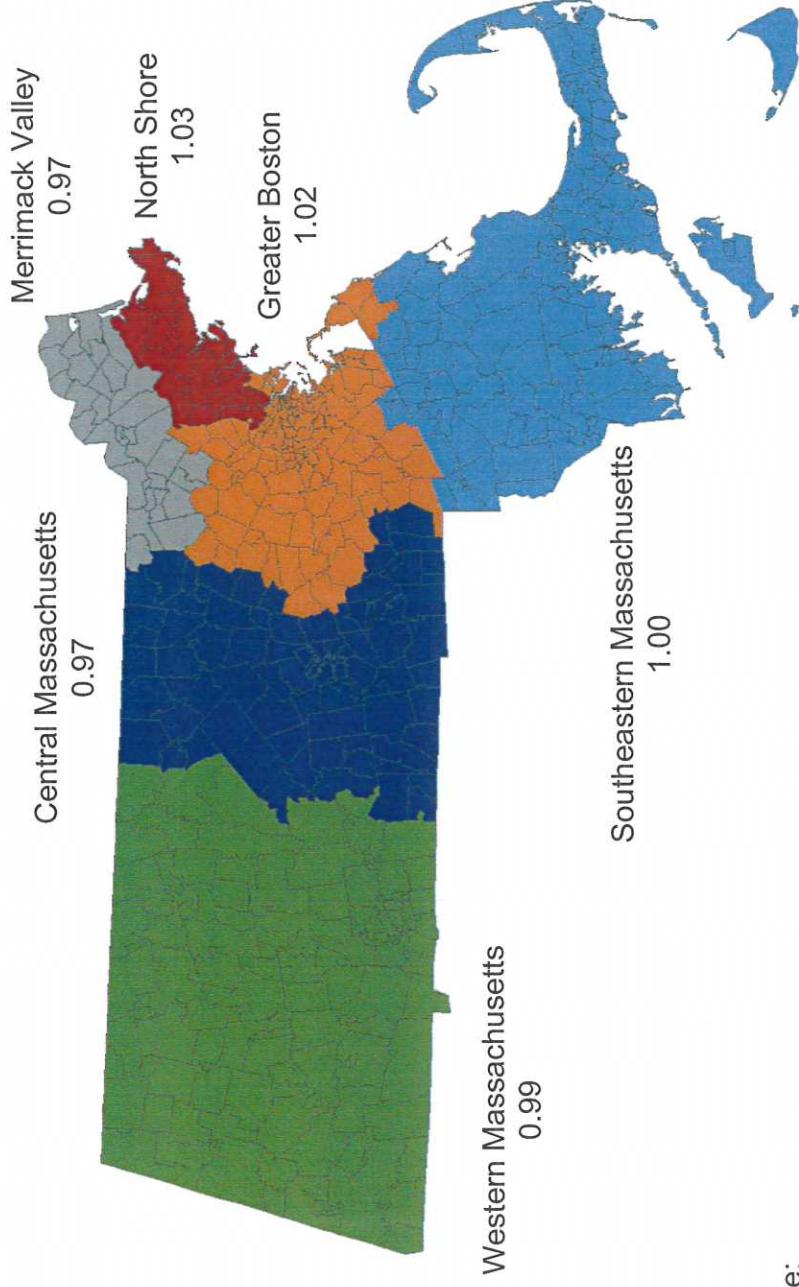 Merrimack Valley
0.97
North Shore
1.03
Greater Boston
1.02
Central Massachusetts
0.97
Southeastern Massachusetts
1.00
Western Massachusetts
0.99